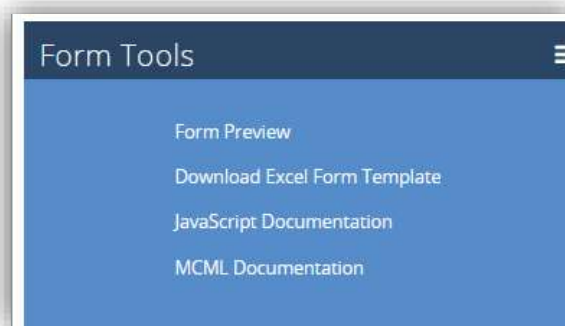 Form Tools
Form Preview
Download Excel Form Template
JavaScript Documentation
MCML Documentation